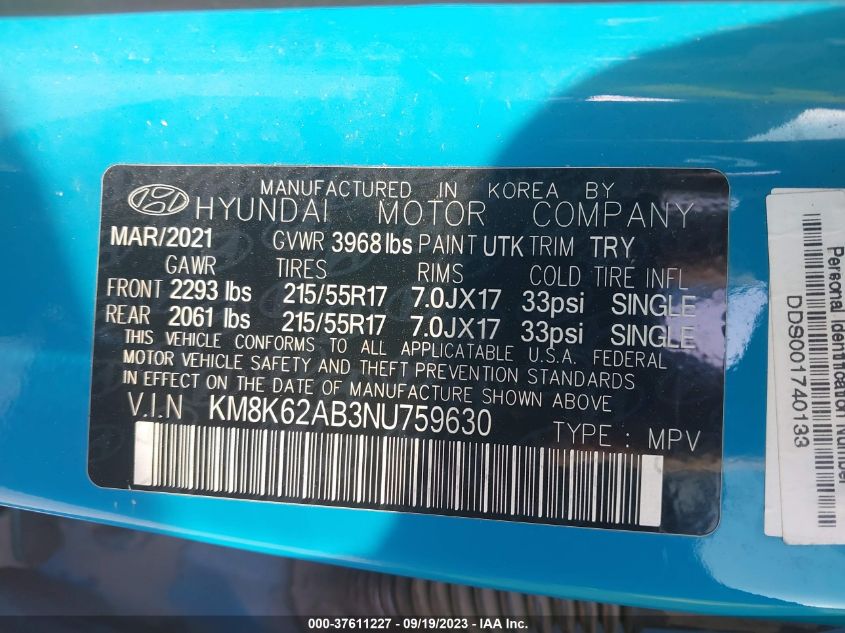 MANUFACTURED IN KOREA BY
HYUNDAI MOTOR COMPANY
MAR/2021 GVWR 3968 lbs PAINT UTK TRIM TRY
GAWR TIRES RIMS COLD TIRE INFL
FRONT 2293 lbs 215/55R17 7.0JX17 33psi SINGLE
REAR 2061 lbs 215/55R17 7.0JX17 33psi SINGLE
THIS VEHICLE CONFORMS TO ALL APPLICATABLE U.S.A. FEDERAL
MOTOR VEHICLE SAFETY AND THEFT PREVENTION STANDARDS
IN EFFECT ON THE DATE OF MANUFACTURE SHOWN ABOVE
V.I.N KM8K62AB3NU759630 TYPE : MPV
Personal Identification Number
DDS001740133
000-37611227 - 09/19/2023 - IAA Inc.